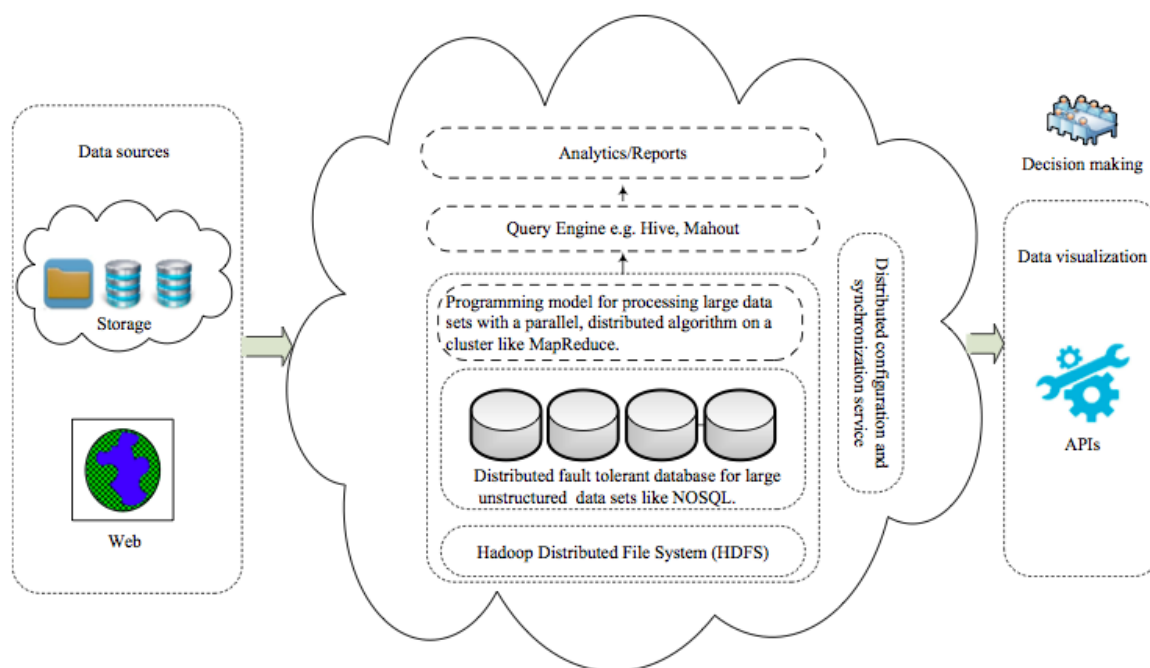 Data sources
Storage
Web
Analytics/Reports
Query Engine e.g. Hive, Mahout
Programming model for processing large data
sets with a parallel, distributed algorithm on a
cluster like MapReduce.
Distributed fault tolerant database for large
unstructured data sets like NOSQL.
Hadoop Distributed File System (HDFS)
Distributed configuration and
synchronization service
Decision making
Data visualization
APIs